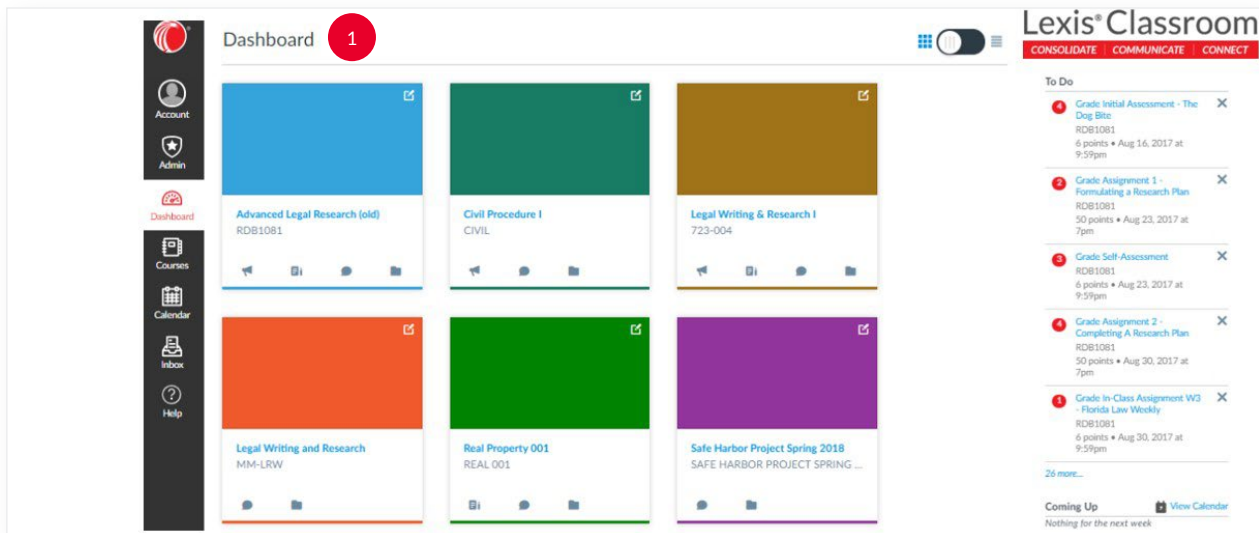 Dashboard
1
Account
Admin
Dashboard
Courses
Calendar
Inbox
Help
Advanced Legal Research (old)
RDB1081
Civil Procedure I
CIVIL
Legal Writing & Research I
723-004
Legal Writing and Research
MM-LRW
Real Property 001
REAL 001
Safe Harbor Project Spring 2018
SAFE HARBOR PROJECT SPRING ...
Lexis® Classroom
CONSOLIDATE | COMMUNICATE | CONNECT
To Do
4
Grade Initial Assessment - The
Dog Bite
RDB1081
6 points • Aug 16, 2017 at
9:59pm
2
Grade Assignment 1 -
Formulating a Research Plan
RDB1081
50 points • Aug 23, 2017 at
7pm
3
Grade Self-Assessment
RDB1081
6 points • Aug 23, 2017 at
9:59pm
4
Grade Assignment 2 -
Completing A Research Plan
RDB1081
50 points • Aug 30, 2017 at
7pm
1
Grade In-Class Assignment W3
- Florida Law Weekly
RDB1081
6 points • Aug 30, 2017 at
9:59pm
26 more...
Coming Up View Calendar
Nothing for the next week